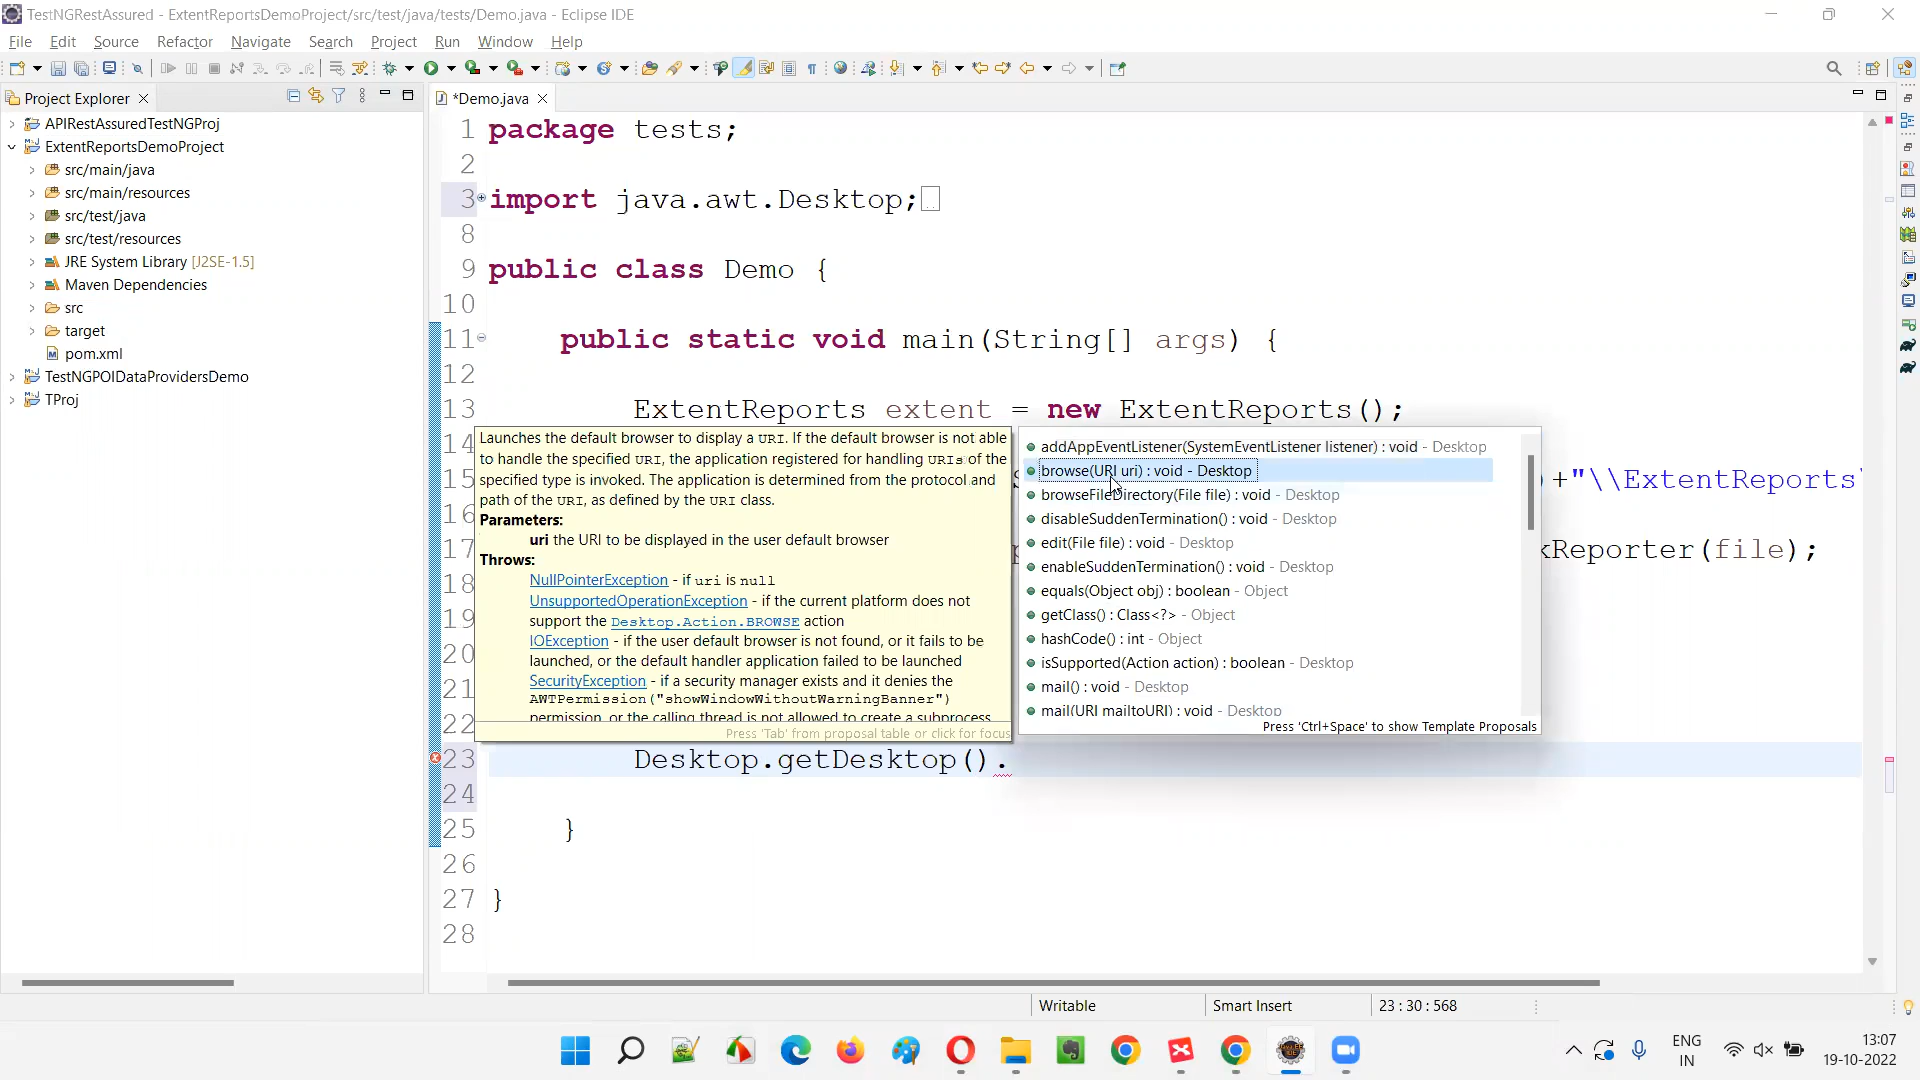 TestNGRestAssured - ExtentReportsDemoProject/src/test/java/tests/Demo.java - Eclipse IDE
File Edit Source Refactor Navigate Search Project Run Window Help
Project Explorer
APIRestAssuredTestNGProj
ExtentReportsDemoProject
src/main/java
src/main/resources
src/test/java
src/test/resources
JRE System Library [J2SE-1.5]
Maven Dependencies
src
target
pom.xml
TestNGPOIDataProvidersDemo
TProj
*Demo.java
1 package tests;
2
3 import java.awt.Desktop;
8
9 public class Demo {
10
11 public static void main(String[] args) {
12
13 ExtentReports extent = new ExtentReports();
14
15 )+"\\ExtentReports
16
17 kReporter(file);
18
19
20
21
22
23 Desktop.getDesktop().
24
25 }
26
27 }
28
Launches the default browser to display a URI. If the default browser is not able
to handle the specified URI, the application registered for handling URIs of the
specified type is invoked. The application is determined from the protocol and
path of the URI, as defined by the URI class.
Parameters:
uri the URI to be displayed in the user default browser
Throws:
NullPointerException - if uri is null
UnsupportedOperationException - if the current platform does not
support the Desktop.Action.BROWSE action
IOException - if the user default browser is not found, or it fails to be
launched, or the default handler application failed to be launched
SecurityException - if a security manager exists and it denies the
AWTPermission("showWindowWithoutWarningBanner")
permission, or the calling thread is not allowed to create a subprocess
Press 'Tab' from proposal table or click for focus
addAppEventListener(SystemEventListener listener) : void - Desktop
browse(URI uri) : void - Desktop
browseFileDirectory(File file) : void - Desktop
disableSuddenTermination() : void - Desktop
edit(File file) : void - Desktop
enableSuddenTermination() : void - Desktop
equals(Object obj) : boolean - Object
getClass() : Class<?> - Object
hashCode() : int - Object
isSupported(Action action) : boolean - Desktop
mail() : void - Desktop
mail(URI mailtoURI) : void - Desktop
Press 'Ctrl+Space' to show Template Proposals
Writable Smart Insert 23 : 30 : 568
ENG
IN
13:07
19-10-2022